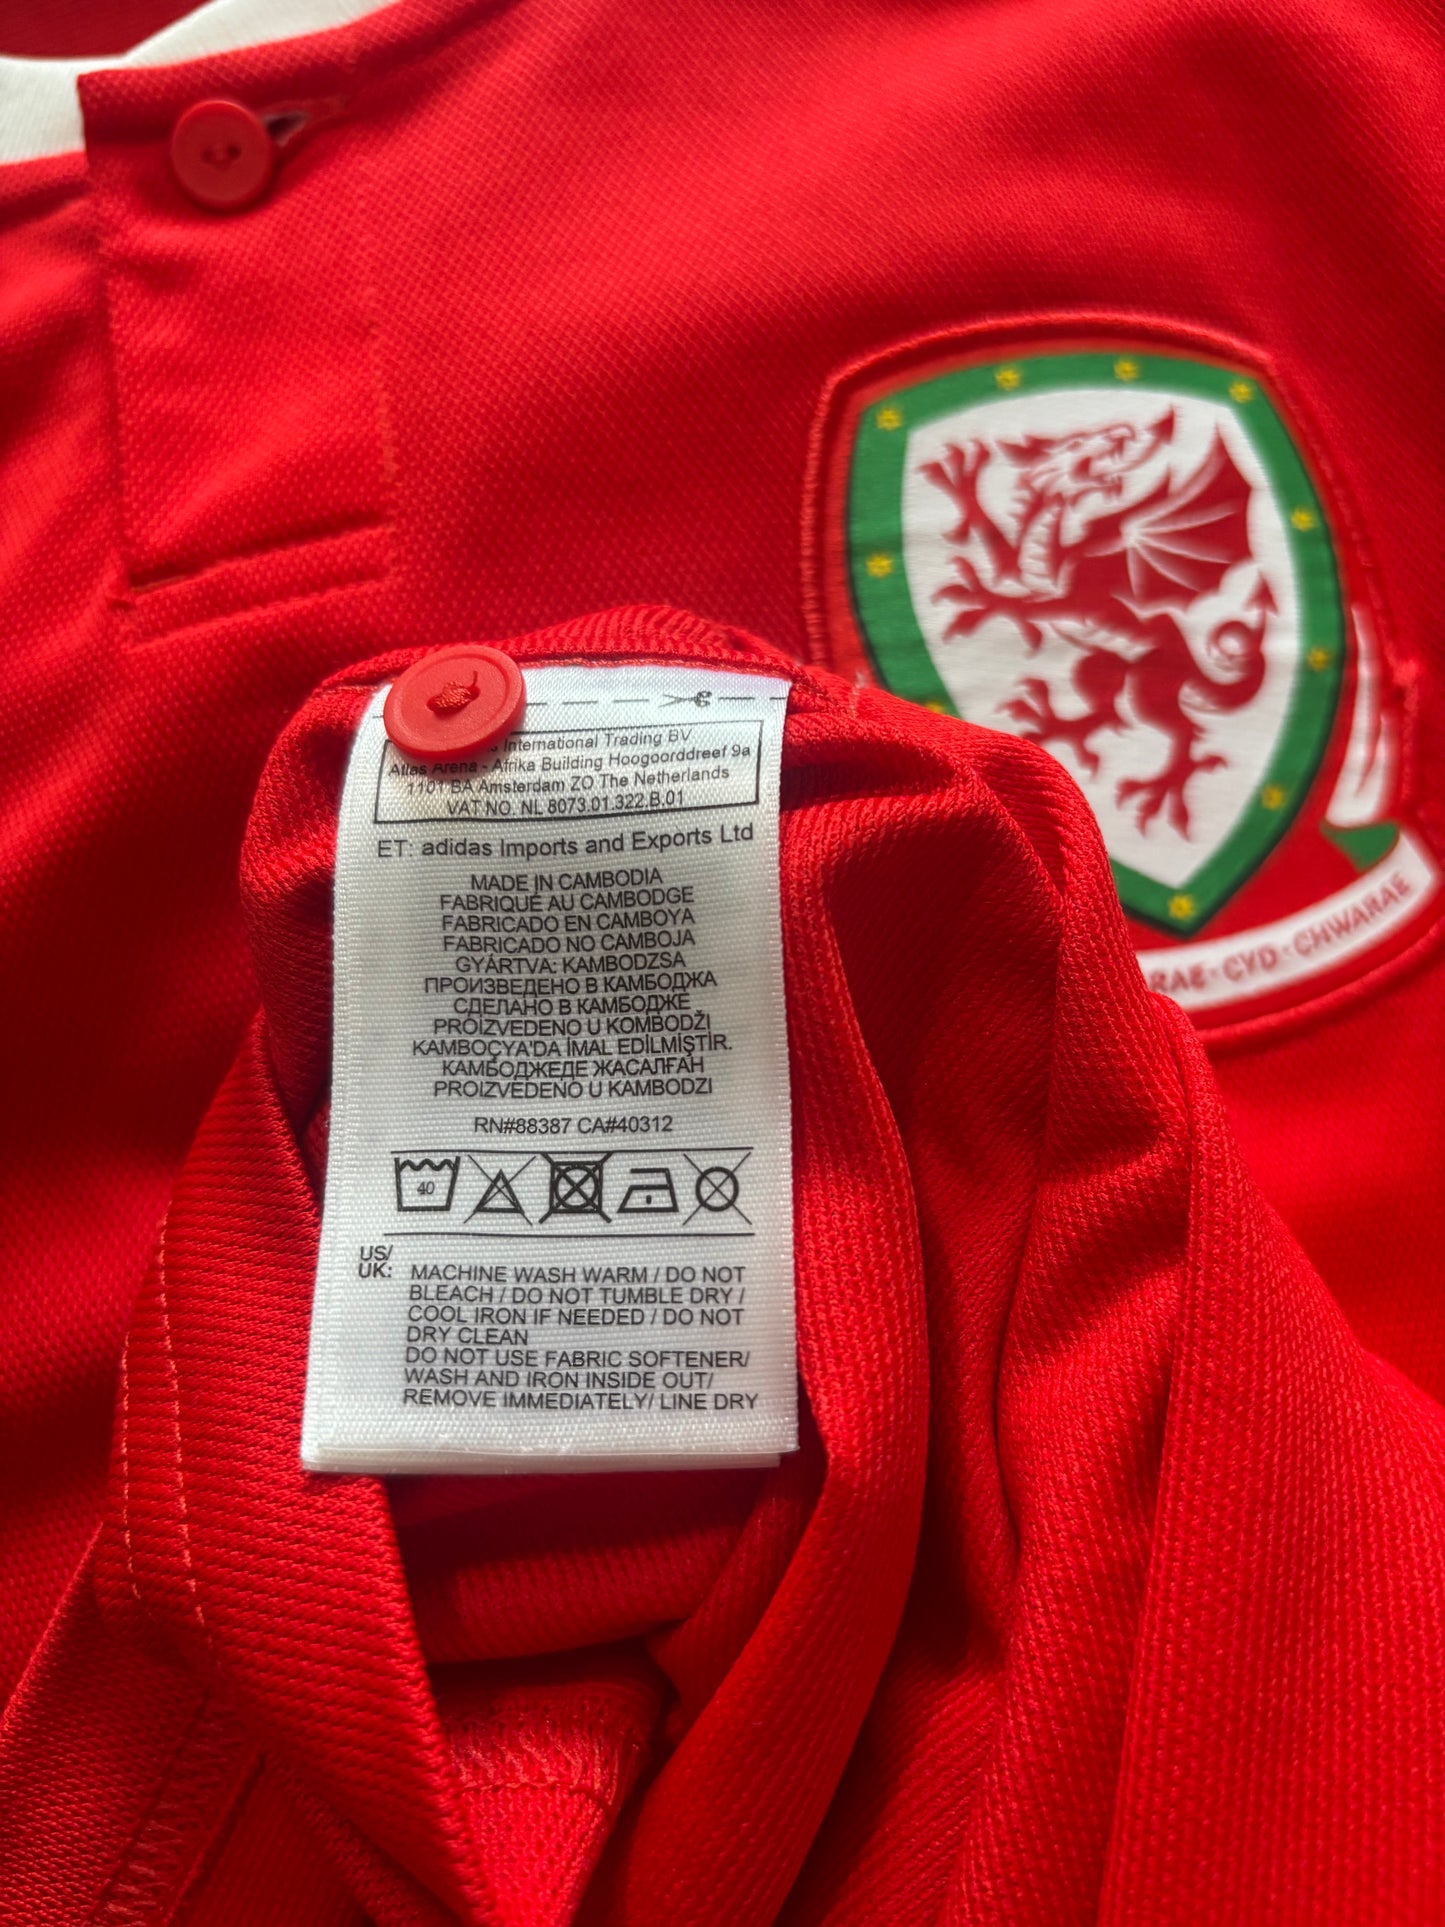 International Trading BV
Atlas Arena - Afrika Building Hoogoorddreef 9a
1101 BA Amsterdam ZO The Netherlands
VAT NO. NL 8073.01.322.B.01
ET: adidas Imports and Exports Ltd
MADE IN CAMBODIA
FABRIQUÉ AU CAMBODGE
FABRICADO EN CAMBOYA
FABRICADO NO CAMBOJA
GYÁRTVA: KAMBODZSA
ПРОИЗВЕДЕНО В КАМБОДЖА
СДЕЛАНО В КАМБОДЖЕ
PROIZVEDENO U KOMBODŽI
KAMBOÇYA'DA İMAL EDİLMİŞTİR.
КАМБОДЖЕДЕ ЖАСАЛҒАН
PROIZVEDENO U KAMBODZI
RN#88387 CA#40312
40
US/
UK: MACHINE WASH WARM / DO NOT
BLEACH / DO NOT TUMBLE DRY /
COOL IRON IF NEEDED / DO NOT
DRY CLEAN
DO NOT USE FABRIC SOFTENER/
WASH AND IRON INSIDE OUT/
REMOVE IMMEDIATELY/ LINE DRY
RAE · CYD · CHWARAE